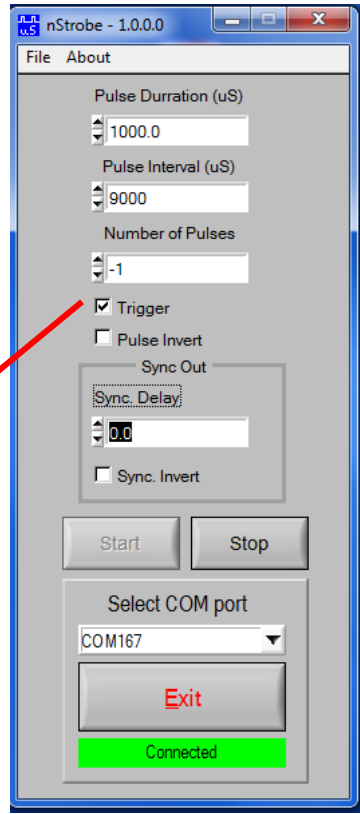 n.n.
u.S nStrobe - 1.0.0.0
File About
Pulse Durration (uS)
1000.0
Pulse Interval (uS)
9000
Number of Pulses
-1
Trigger
Pulse Invert
Sync Out
Sync. Delay
0.0
Sync. Invert
Start Stop
Select COM port
COM167
Exit
Connected